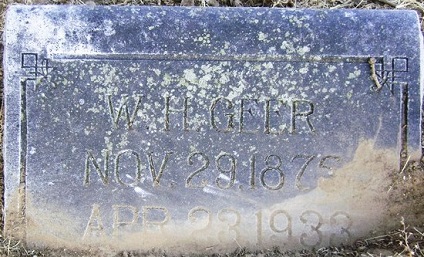 W. H. GEER
NOV. 29, 1875
APR. 23, 1933